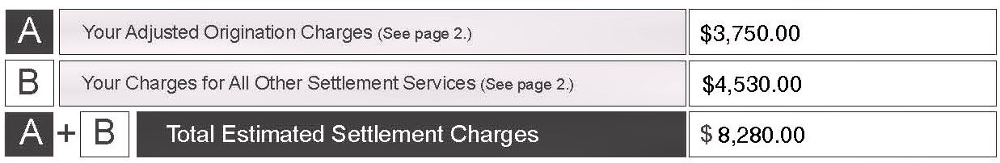 A Your Adjusted Origination Charges (See page 2.) $3,750.00
B Your Charges for All Other Settlement Services (See page 2.) $4,530.00
A + B Total Estimated Settlement Charges $ 8,280.00